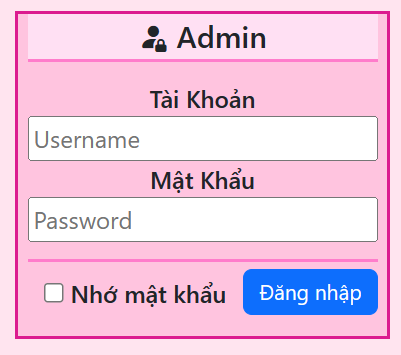 Admin
Tài Khoản
Username
Mật Khẩu
Password
Nhớ mật khẩu Đăng nhập